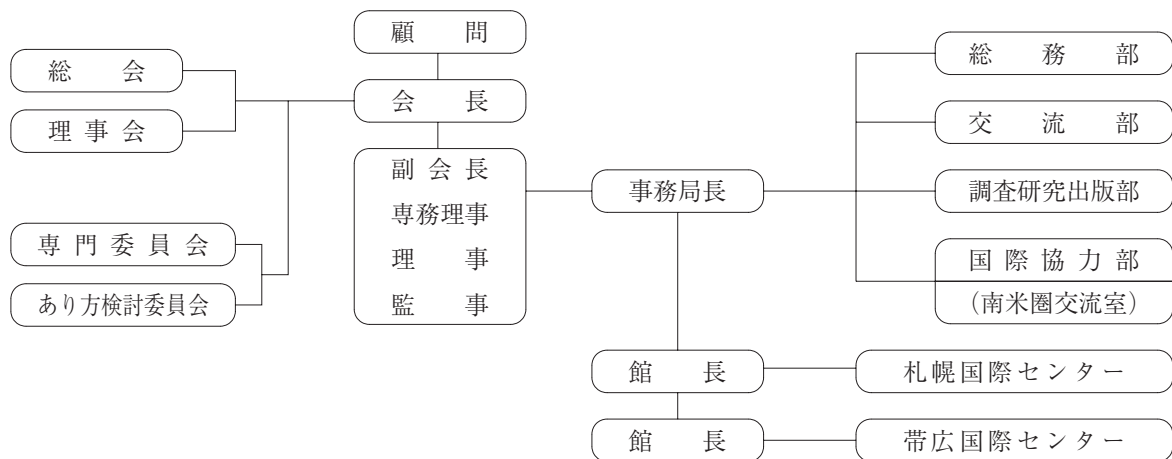 顧問
総会
理事会
専門委員会
あり方検討委員会
会長
副会長
専務理事
理事
監事
事務局長
総務部
交流部
調査研究出版部
国際協力部
（南米圏交流室）
館長
札幌国際センター
館長
帯広国際センター